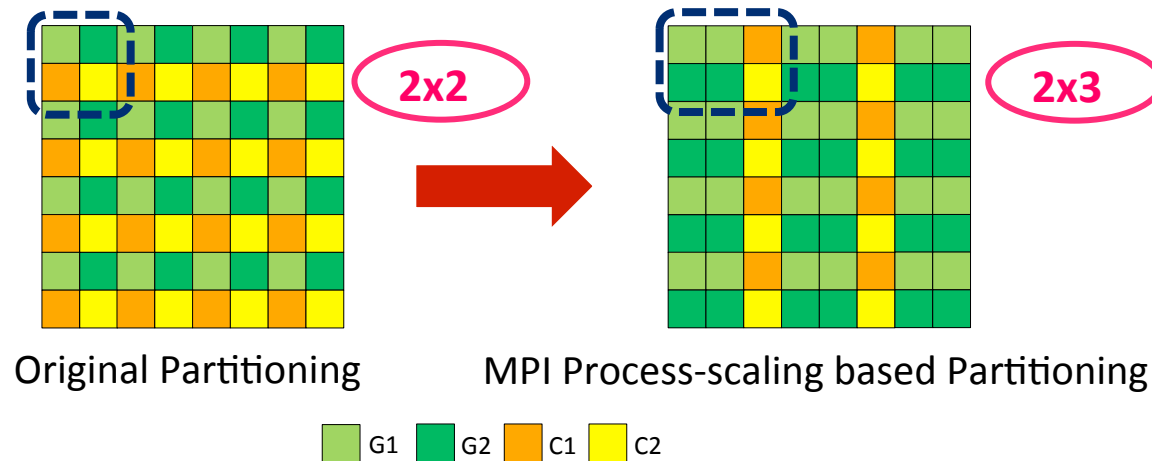 2x2
2x3
Original Partitioning
MPI Process-scaling based Partitioning
G1 G2 C1 C2